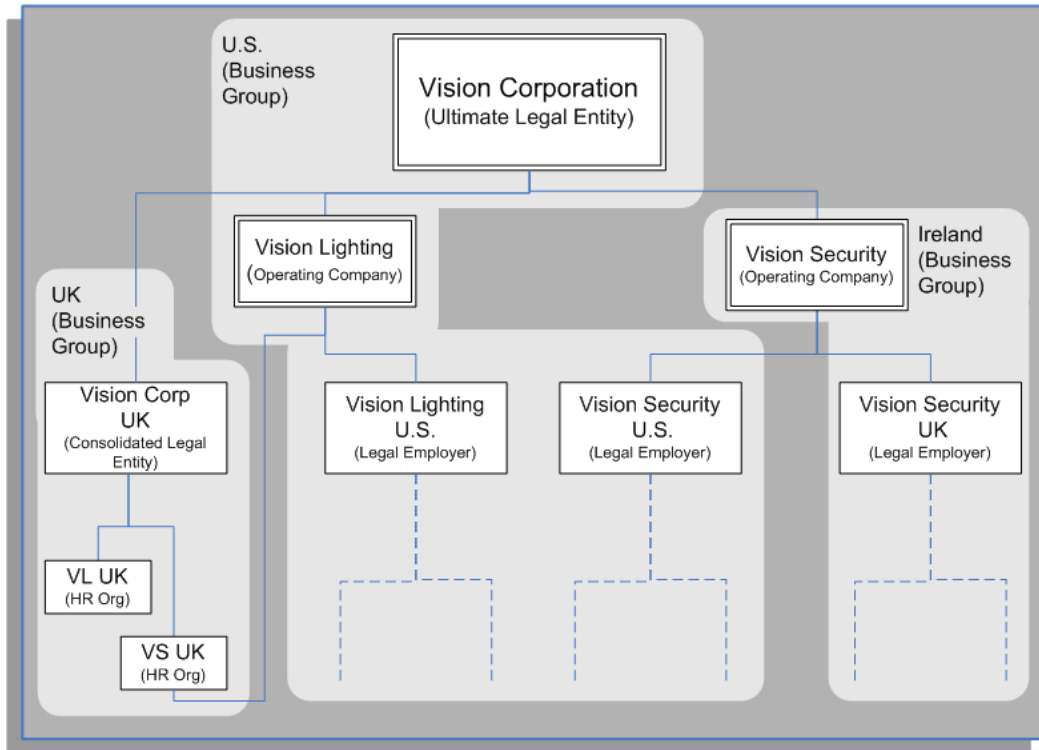 U.S.
(Business
Group)
Vision Corporation
(Ultimate Legal Entity)
Vision Lighting
(Operating Company)
Vision Security
(Operating Company)
Ireland
(Business
Group)
UK
(Business
Group)
Vision Corp
UK
(Consolidated Legal
Entity)
Vision Lighting
U.S.
(Legal Employer)
Vision Security
U.S.
(Legal Employer)
Vision Security
UK
(Legal Employer)
VL UK
(HR Org)
VS UK
(HR Org)